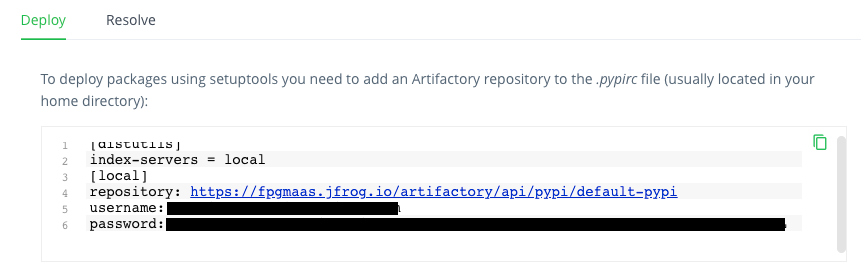 Deploy Resolve
To deploy packages using setuptools you need to add an Artifactory repository to the .pypirc file (usually located in your
home directory):
1 [distutils]
2 index-servers = local
3 [local]
4 repository: https://fpgmaas.jfrog.io/artifactory/api/pypi/default-pypi
5 username:
6 password: